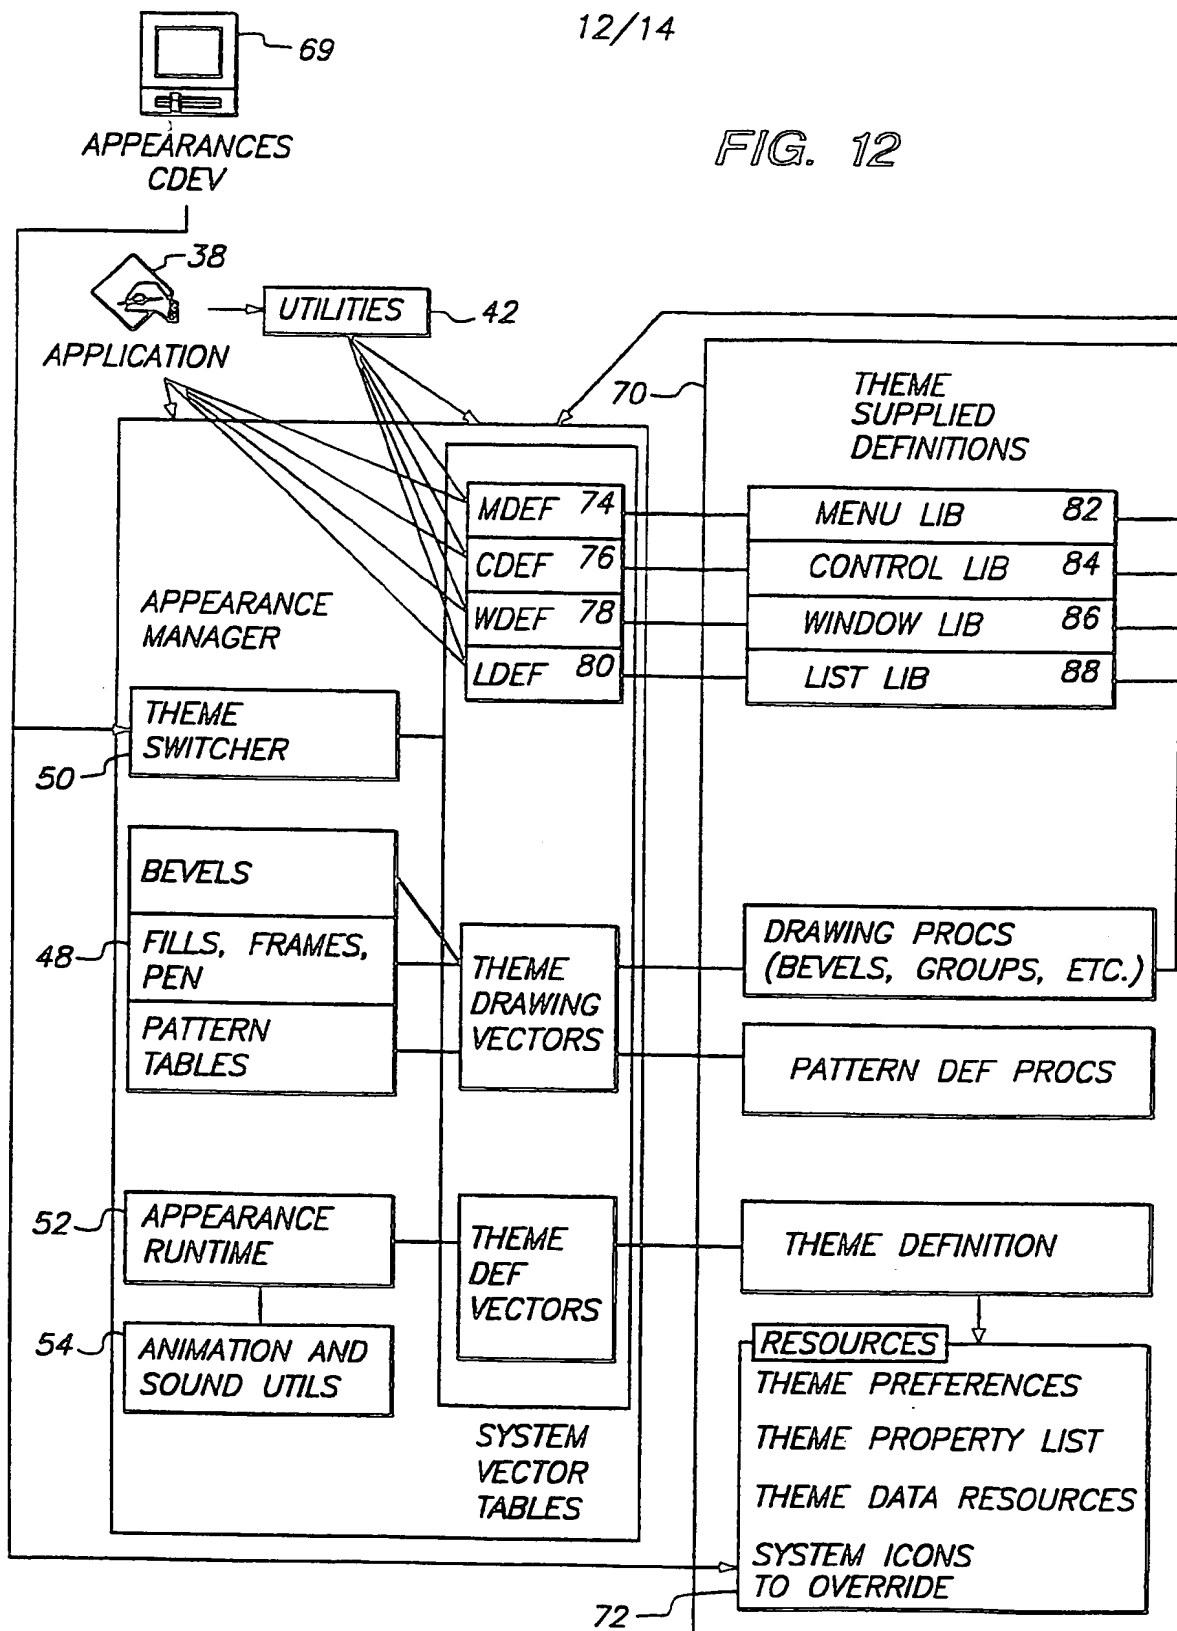 12/14
69
APPEARANCES
CDEV
FIG. 12
38
UTILITIES
42
APPLICATION
70
THEME
SUPPLIED
DEFINITIONS
MDEF 74
MENU LIB 82
CDEF 76
CONTROL LIB 84
WDEF 78
WINDOW LIB 86
LDEF 80
LIST LIB 88
APPEARANCE
MANAGER
THEME
SWITCHER
50
BEVELS
48
FILLS, FRAMES,
PEN
PATTERN
TABLES
THEME
DRAWING
VECTORS
DRAWING PROCS
(BEVELS, GROUPS, ETC.)
PATTERN DEF PROCS
52
APPEARANCE
RUNTIME
THEME
DEF
VECTORS
THEME DEFINITION
54
ANIMATION AND
SOUND UTILS
SYSTEM
VECTOR
TABLES
RESOURCES
THEME PREFERENCES
THEME PROPERTY LIST
THEME DATA RESOURCES
SYSTEM ICONS
TO OVERRIDE
72